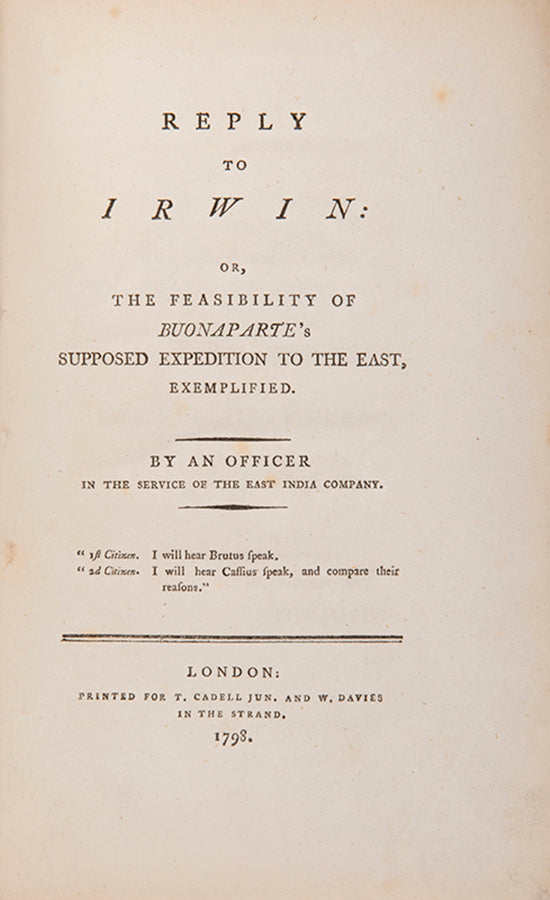 REPLY
TO
IRWIN:
OR,
THE FEASIBILITY OF
BUONAPARTE's
SUPPOSED EXPEDITION TO THE EAST,
EXEMPLIFIED.
BY AN OFFICER
IN THE SERVICE OF THE EAST INDIA COMPANY.
“ 1ſt Citizen. I will hear Brutus ſpeak.
“ 2d Citizen. I will hear Caſſius ſpeak, and compare their
reaſons.”
LONDON:
PRINTED FOR T. CADELL JUN. AND W. DAVIES
IN THE STRAND.
1798.